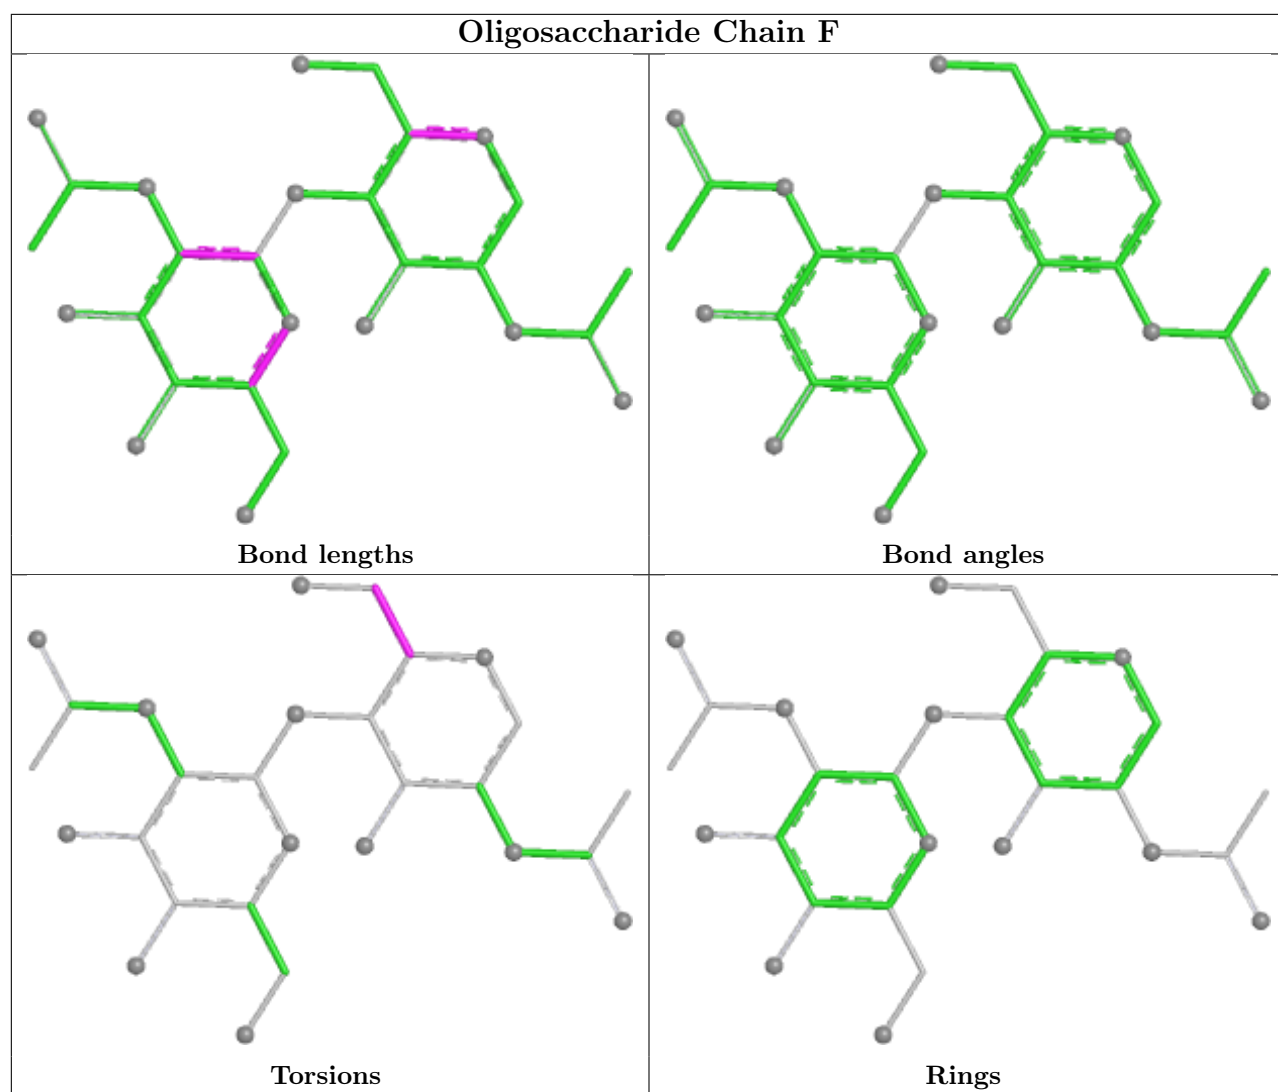 Oligosaccharide Chain F
Bond lengths
Bond angles
Torsions
Rings